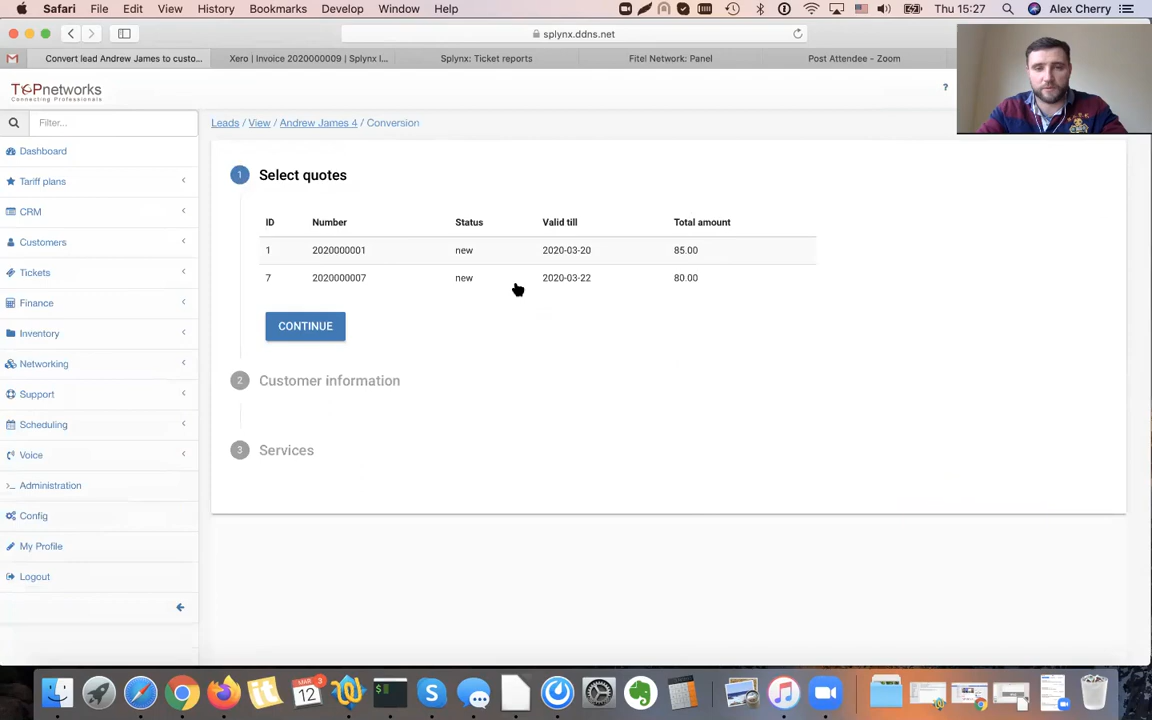 Safari File Edit View History Bookmarks Develop Window Help Thu 15:27 Alex Cherry
splynx.ddns.net
Convert lead Andrew James to custo... Xero | Invoice 2020000009 | Splynx I... Splynx: Ticket reports Fitel Network: Panel Post Attendee - Zoom
TOPnetworks
Connecting Professionals
?
Filter...
Leads / View / Andrew James 4 / Conversion
Dashboard
Tariff plans
CRM
Customers
Tickets
Finance
Inventory
Networking
Support
Scheduling
Voice
Administration
Config
My Profile
Logout
1 Select quotes
ID Number Status Valid till Total amount
1 2020000001 new 2020-03-20 85.00
7 2020000007 new 2020-03-22 80.00
CONTINUE
2 Customer information
3 Services
12